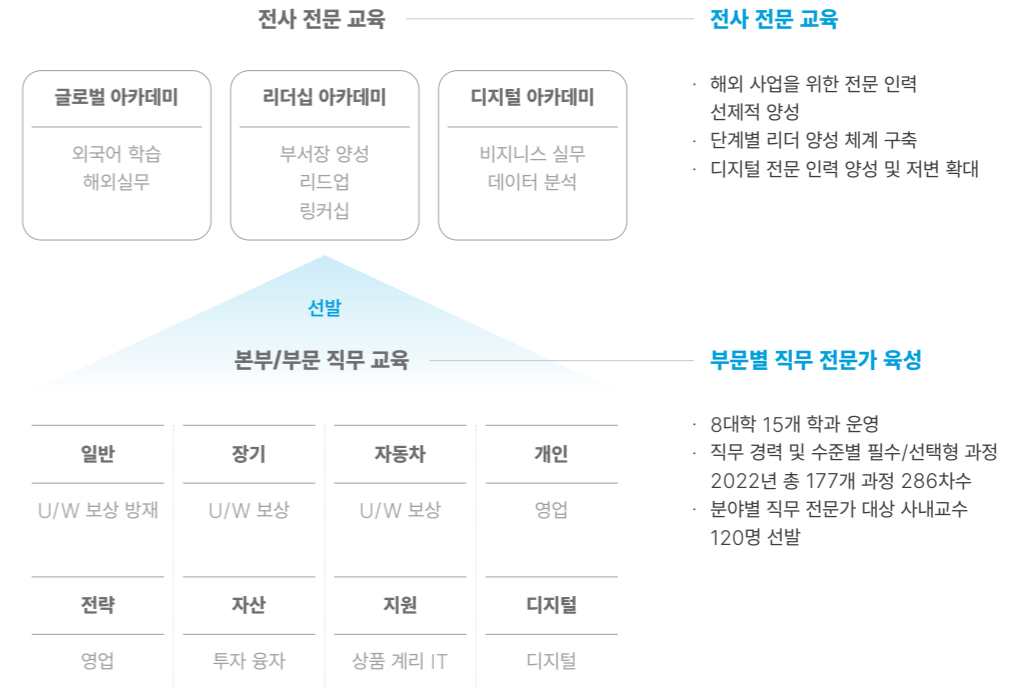 전사 전문 교육
전사 전문 교육
글로벌 아카데미
외국어 학습
해외실무
리더십 아카데미
부서장 양성
리드업
링커십
디지털 아카데미
비지니스 실무
데이터 분석
· 해외 사업을 위한 전문 인력
선제적 양성
· 단계별 리더 양성 체계 구축
· 디지털 전문 인력 양성 및 저변 확대
선발
본부/부문 직무 교육
부문별 직무 전문가 육성
일반
U/W 보상 방재
장기
U/W 보상
자동차
U/W 보상
개인
영업
· 8대학 15개 학과 운영
· 직무 경력 및 수준별 필수/선택형 과정
2022년 총 177개 과정 286차수
· 분야별 직무 전문가 대상 사내교수
120명 선발
전략
영업
자산
투자 융자
지원
상품 계리 IT
디지털
디지털